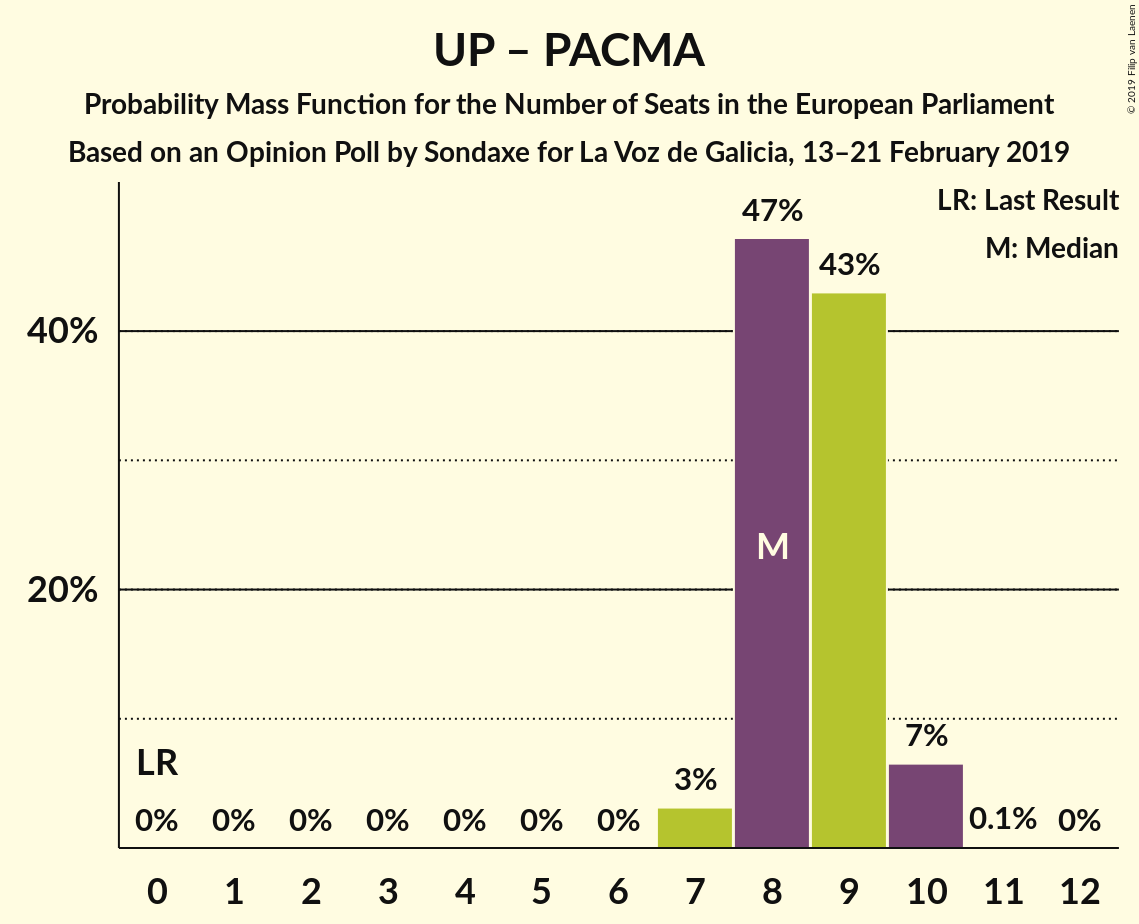 UP – PACMA
Probability Mass Function for the Number of Seats in the European Parliament
Based on an Opinion Poll by Sondaxe for La Voz de Galicia, 13–21 February 2019
© 2019 Filip van Laenen
LR: Last Result
M: Median
47%
43%
40%
M
20%
7%
LR
3%
0% 0% 0% 0% 0% 0% 0% 0.1% 0%
0 1 2 3 4 5 6 7 8 9 10 11 12